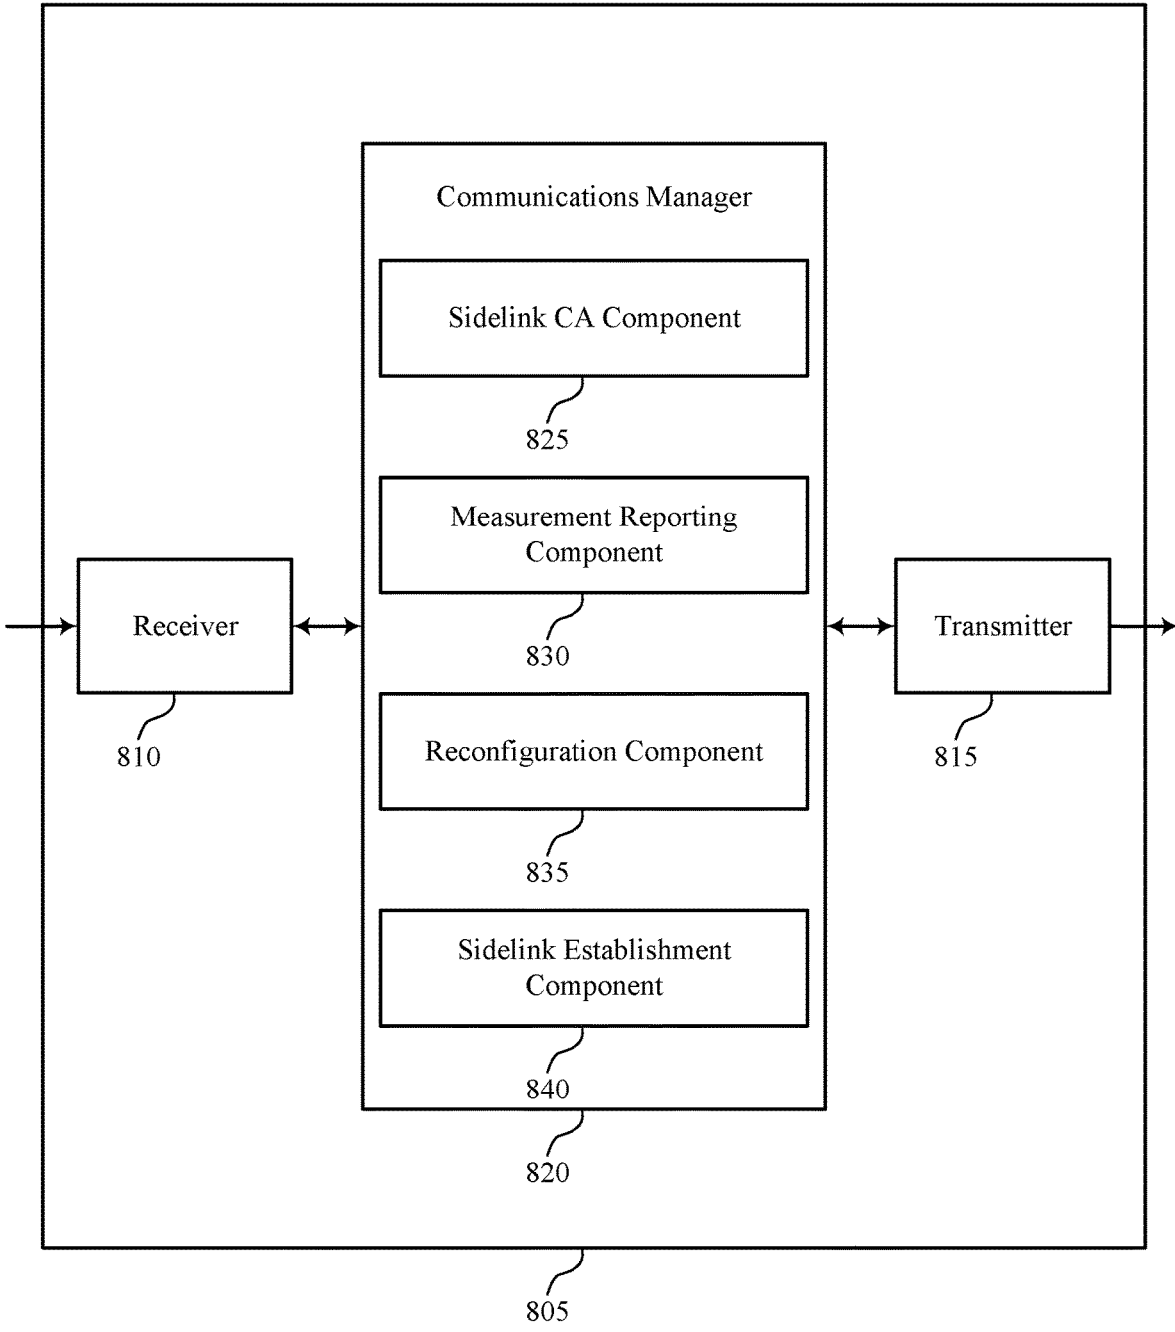 Communications Manager
Sidelink CA Component
825
Measurement Reporting
Component
830
Receiver
810
Transmitter
815
Reconfiguration Component
835
Sidelink Establishment
Component
840
820
805